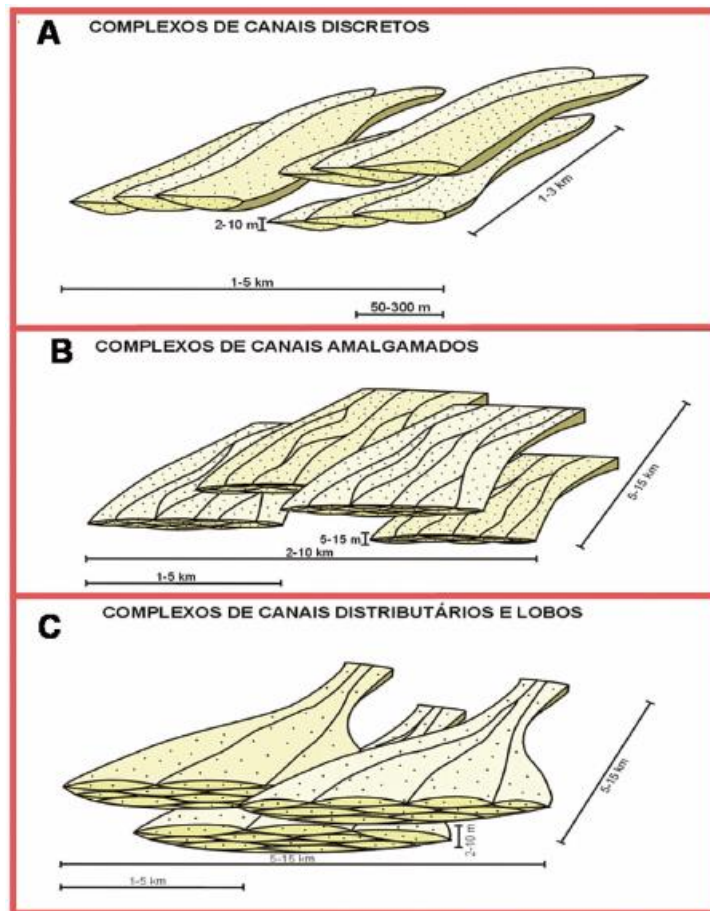 A COMPLEXOS DE CANAIS DISCRETOS
1-3 km
2-10 m
1-5 km
50-300 m
B COMPLEXOS DE CANAIS AMALGAMADOS
5-15 km
5-15 m
2-10 km
1-5 km
C COMPLEXOS DE CANAIS DISTRIBUTÁRIOS E LOBOS
5-15 km
2-10 m
5-15 km
1-5 km